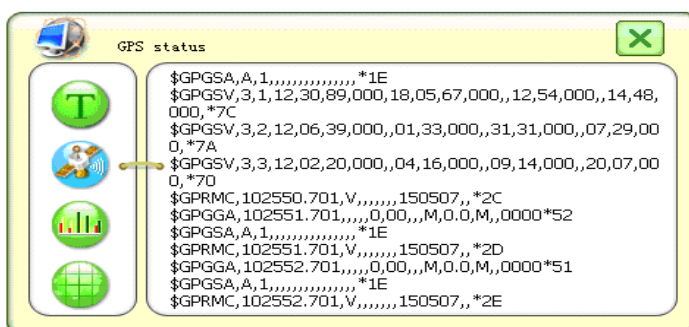 GPS status
T
$GPGSA,A,1,,,,,,,,,,,,,,,*1E
$GPGSV,3,1,12,30,89,000,18,05,67,000,,12,54,000,,14,48,
000,*7C
$GPGSV,3,2,12,06,39,000,,01,33,000,,31,31,000,,07,29,00
0,*7A
$GPGSV,3,3,12,02,20,000,,04,16,000,,09,14,000,,20,07,00
0,*70
$GPRMC,102550.701,V,,,,,,,150507,,*2C
$GPGGA,102551.701,,,,,0,00,,,M,0.0,M,,0000*52
$GPGSA,A,1,,,,,,,,,,,,,,,*1E
$GPRMC,102551.701,V,,,,,,,150507,,*2D
$GPGGA,102552.701,,,,,0,00,,,M,0.0,M,,0000*51
$GPGSA,A,1,,,,,,,,,,,,,,,*1E
$GPRMC,102552.701,V,,,,,,,150507,,*2E